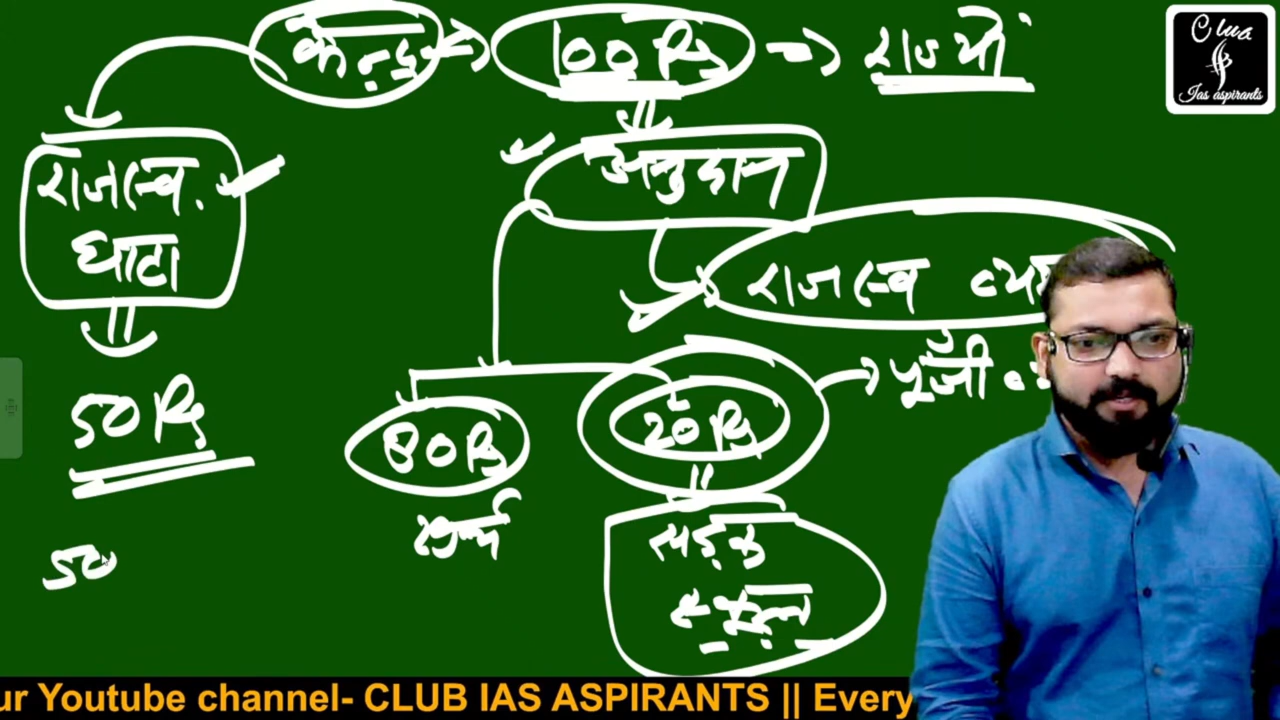 केन्द्र → 100 Rs ⇒ राज्यों
Club
Ias aspirants
राजस्व
घाटा
अनुदान
राजस्व व्यय
50 Rs
80 Rs
20 Rs
→ पूंजी
खर्च
सड़क
स्कूल
50
ur Youtube channel- CLUB IAS ASPIRANTS || Every